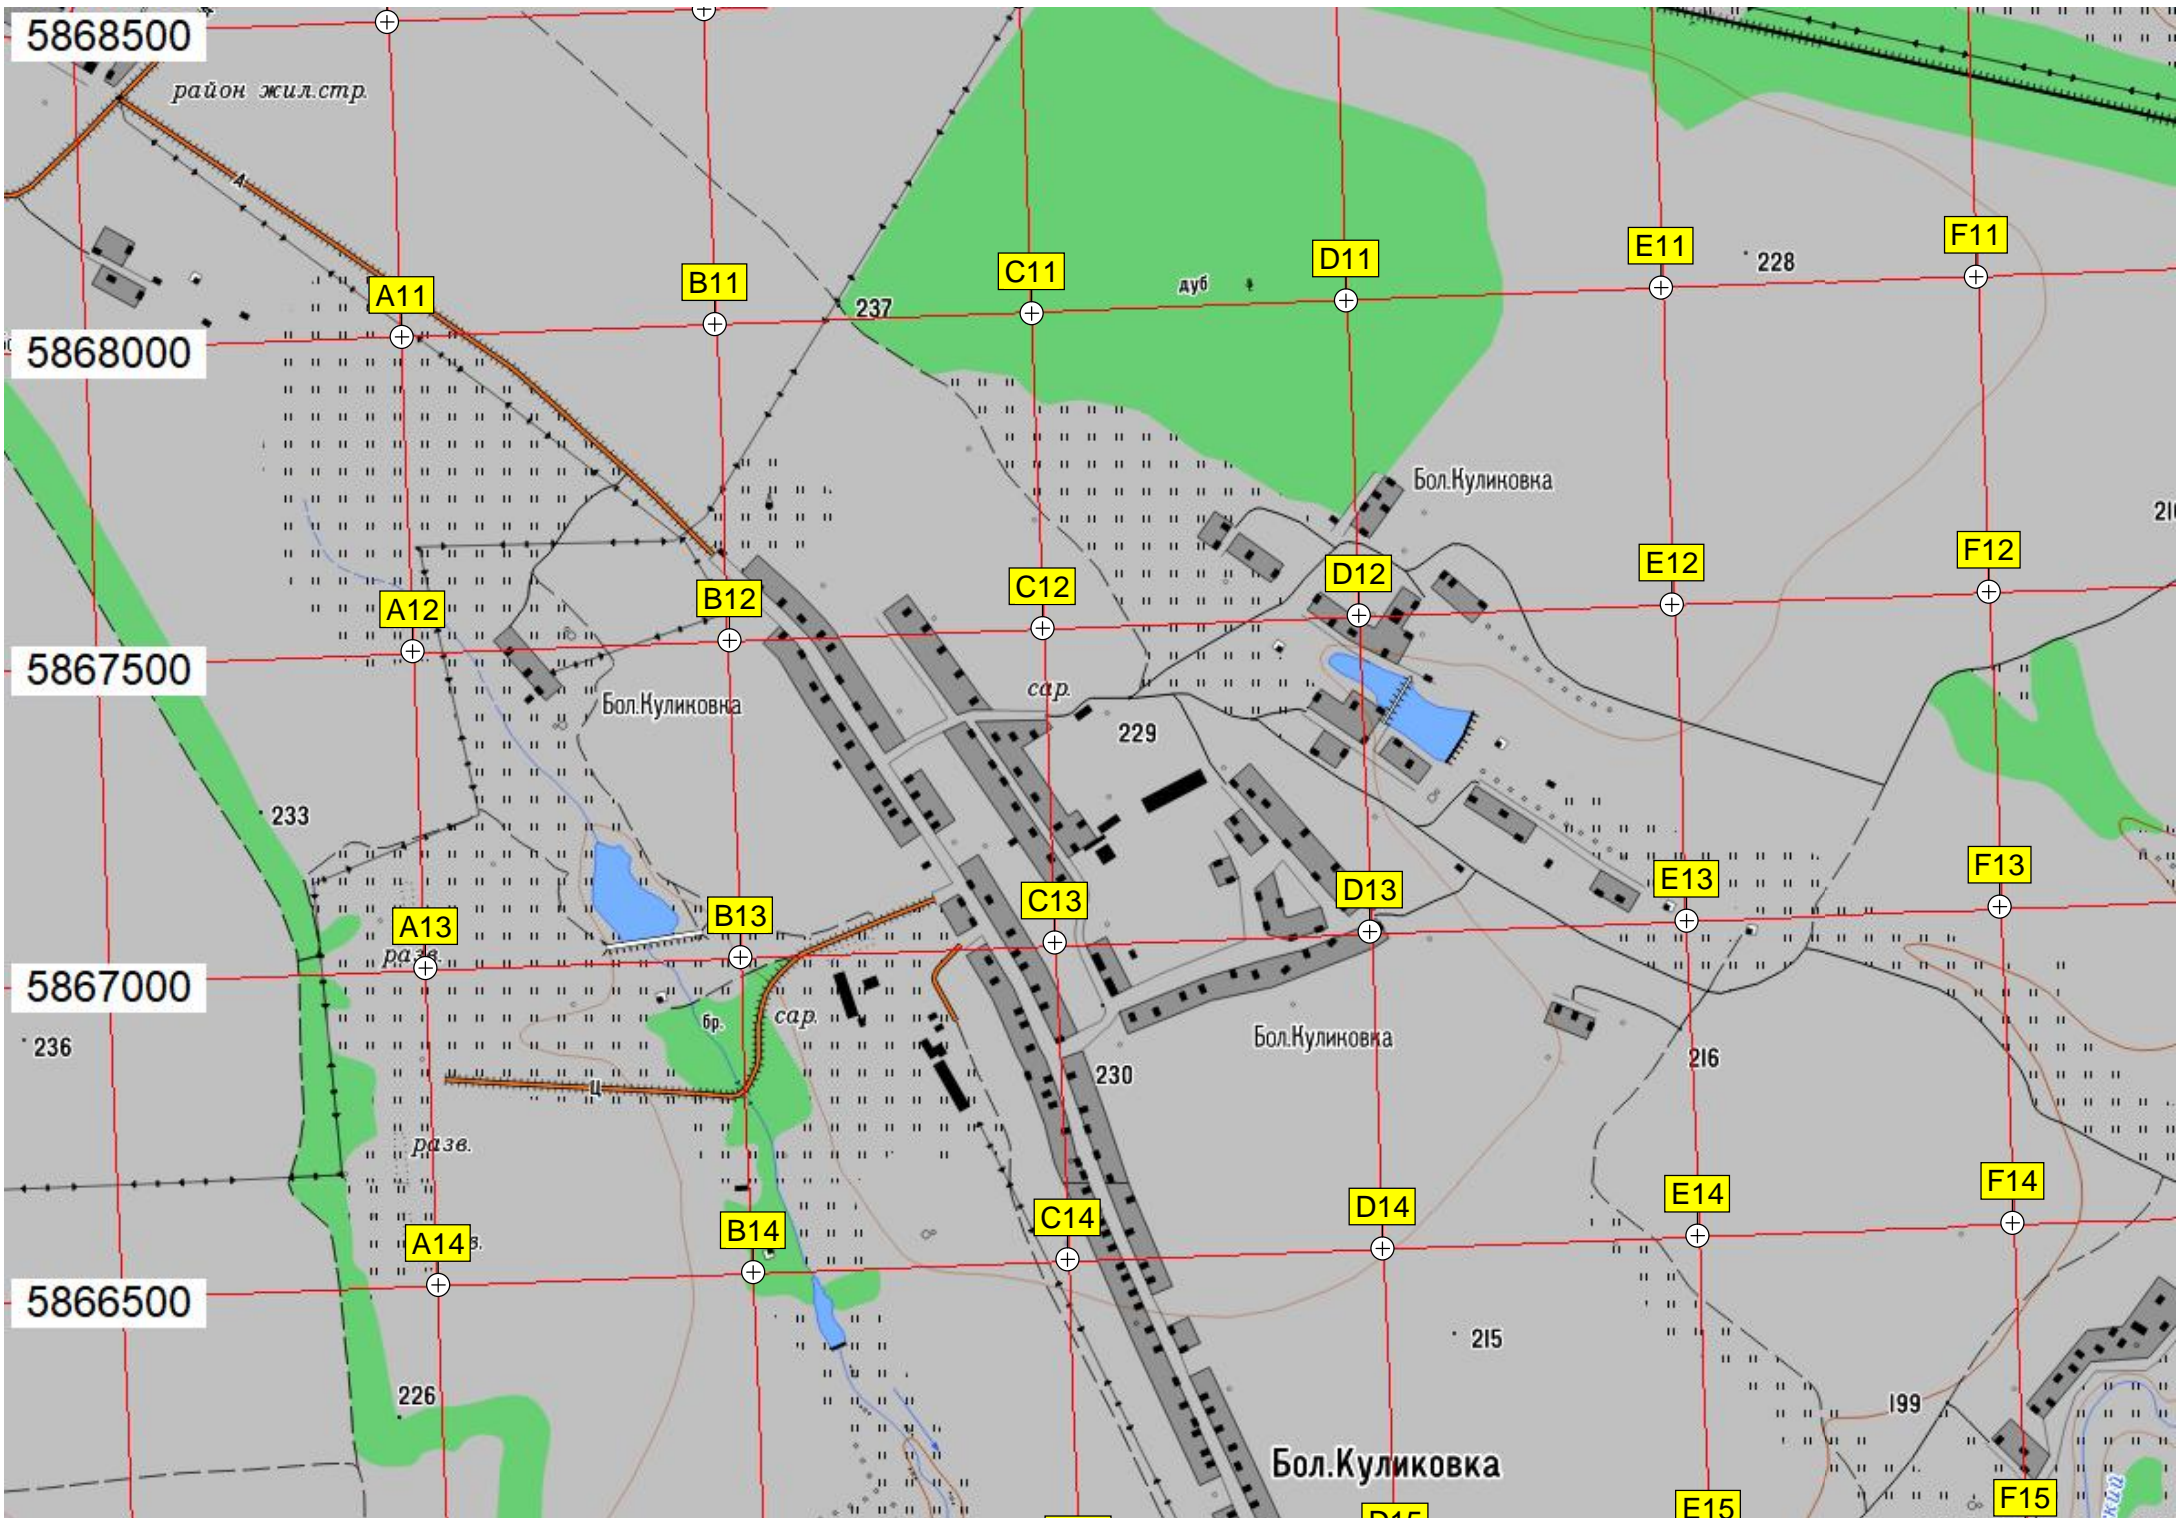 5868500
район жил.стр.
А
F11
E11
D11
228
C11
дуб
B11
A11
237
5868000
Бол.Куликовка
F12
E12
D12
C12
B12
A12
5867500
сар.
Бол.Куликовка
229
233
F13
E13
D13
C13
B13
A13
разв.
5867000
сар.
бр.
236
Бол.Куликовка
216
230
Ц
разв.
F14
E14
D14
C14
B14
A14
в.
5866500
215
226
199
Бол.Куликовка
F15
E15
D15